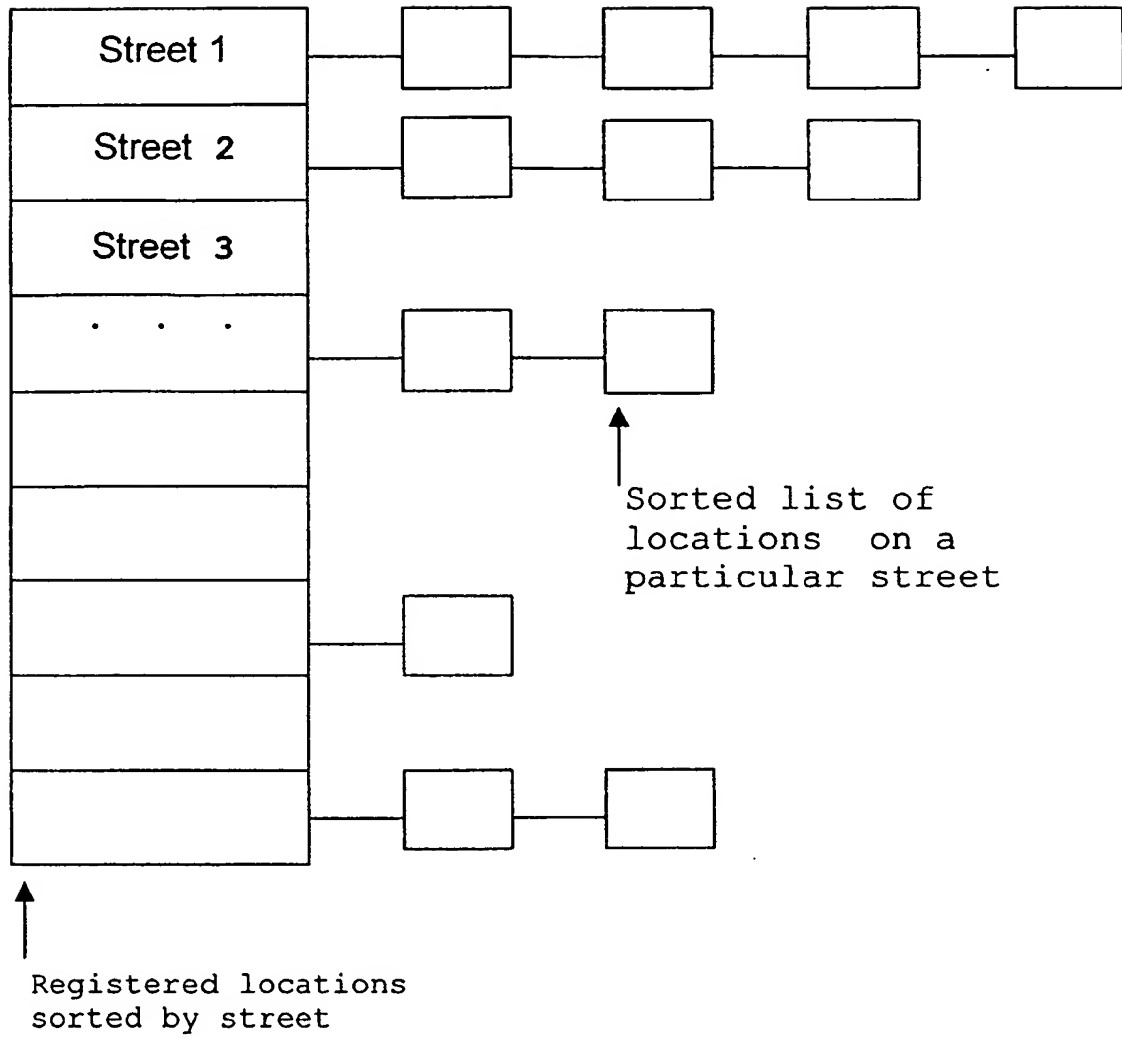 Street 1
Street 2
Street 3
. . .
Sorted list of
locations on a
particular street
Registered locations
sorted by street